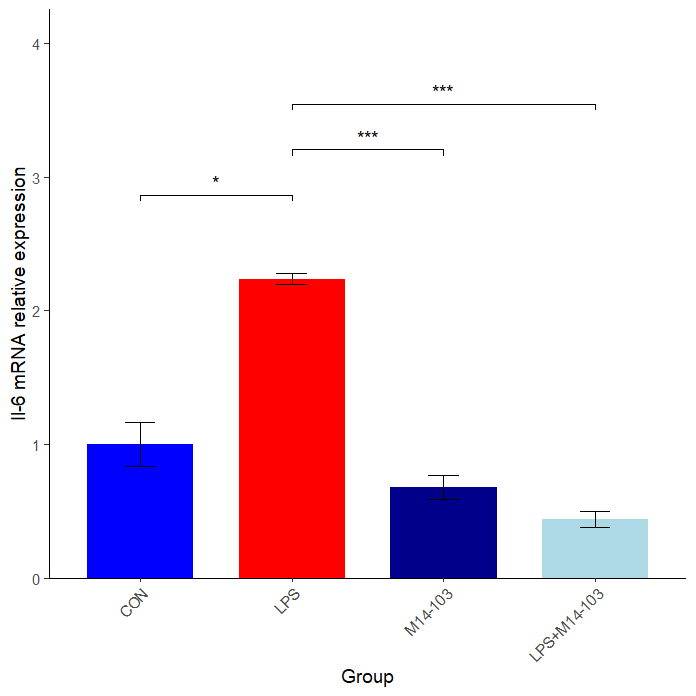 4
***
***
3
*
2
1
0
Il-6 mRNA relative expression
CON
LPS
M14-103
LPS+M14-103
Group